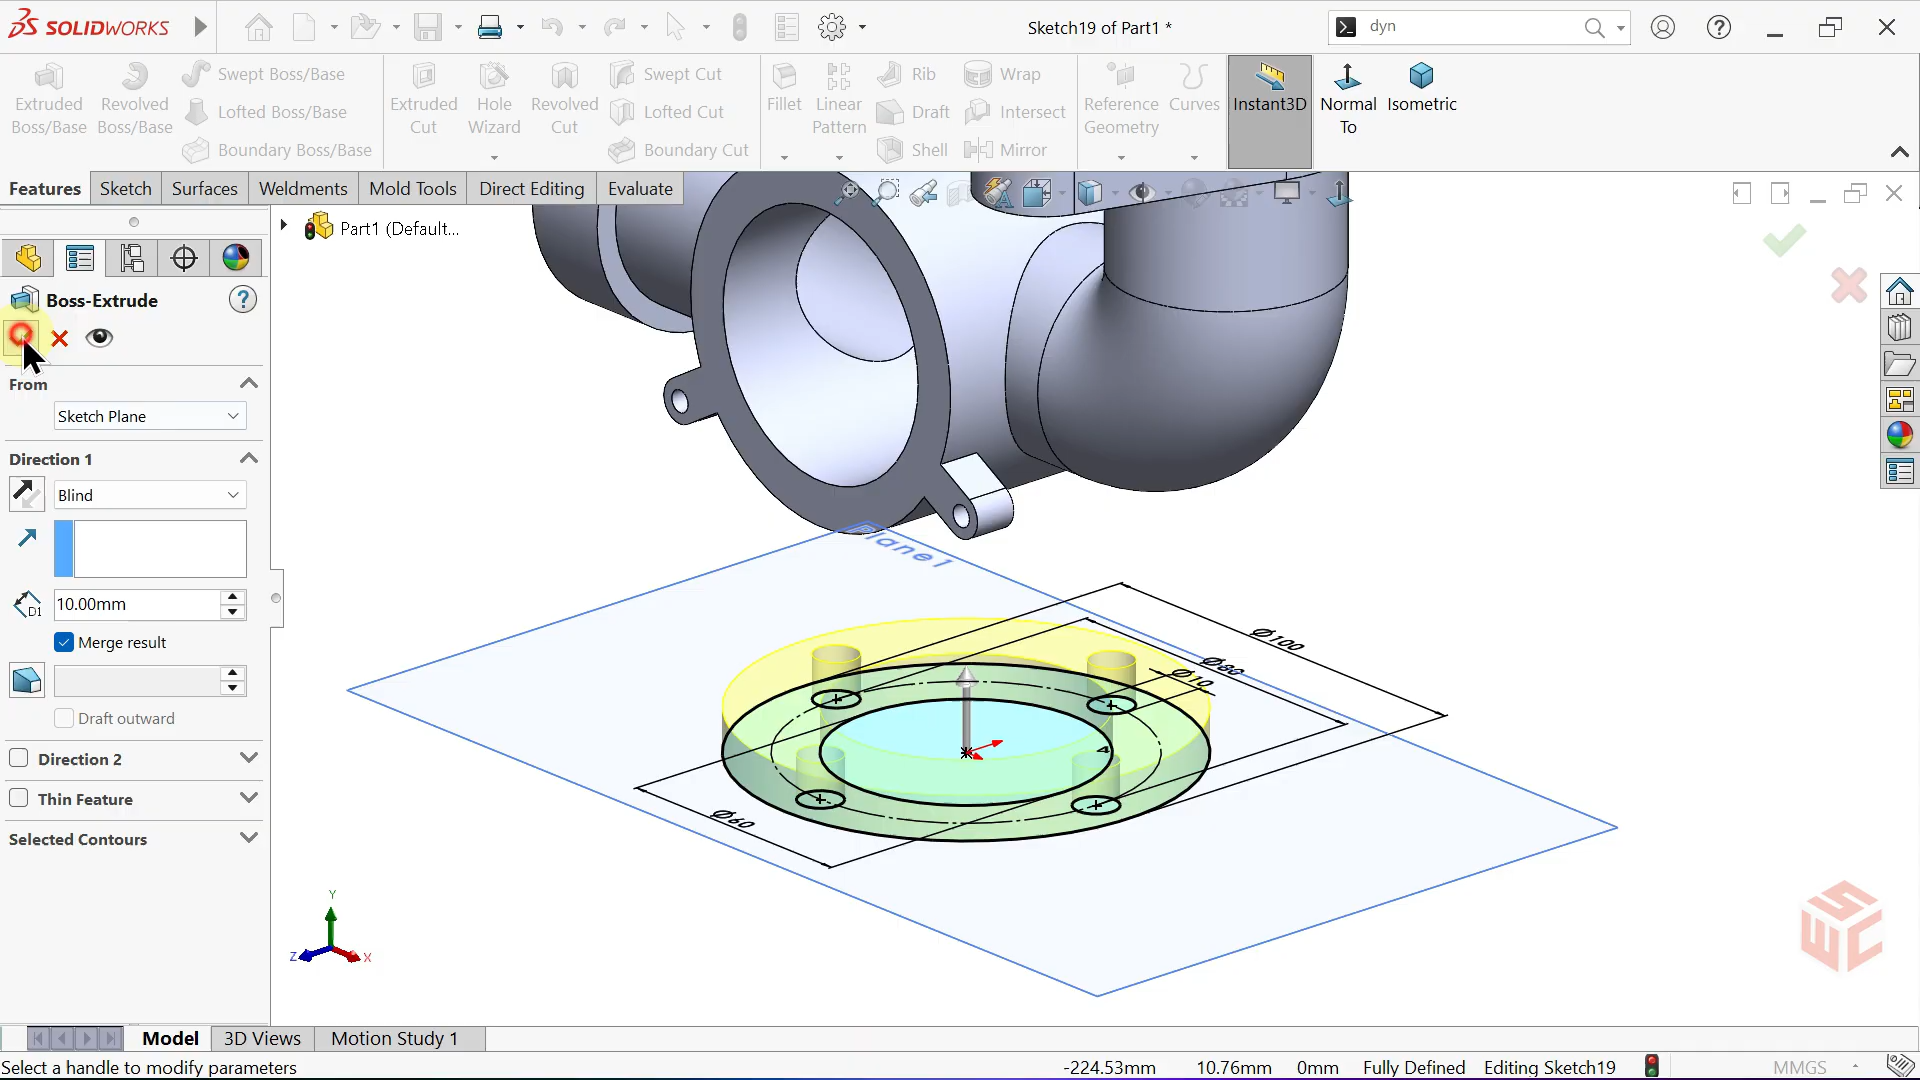 SOLIDWORKS
Sketch19 of Part1 *
dyn
Extruded Boss/Base
Revolved Boss/Base
Swept Boss/Base
Lofted Boss/Base
Boundary Boss/Base
Extruded Cut
Hole Wizard
Revolved Cut
Swept Cut
Lofted Cut
Boundary Cut
Fillet
Linear Pattern
Rib
Draft
Shell
Wrap
Intersect
Mirror
Reference Geometry
Curves
Instant3D
Normal To
Isometric
Features
Sketch
Surfaces
Weldments
Mold Tools
Direct Editing
Evaluate
Part1 (Default...
Boss-Extrude
From
Sketch Plane
Direction 1
Blind
D1
10.00mm
Merge result
Draft outward
Direction 2
Thin Feature
Selected Contours
Plane1
Ø100
Ø80
Ø10
4
Ø60
Y
Z
X
SWC
Model
3D Views
Motion Study 1
Select a handle to modify parameters
-224.53mm
10.76mm
0mm
Fully Defined
Editing Sketch19
MMGS